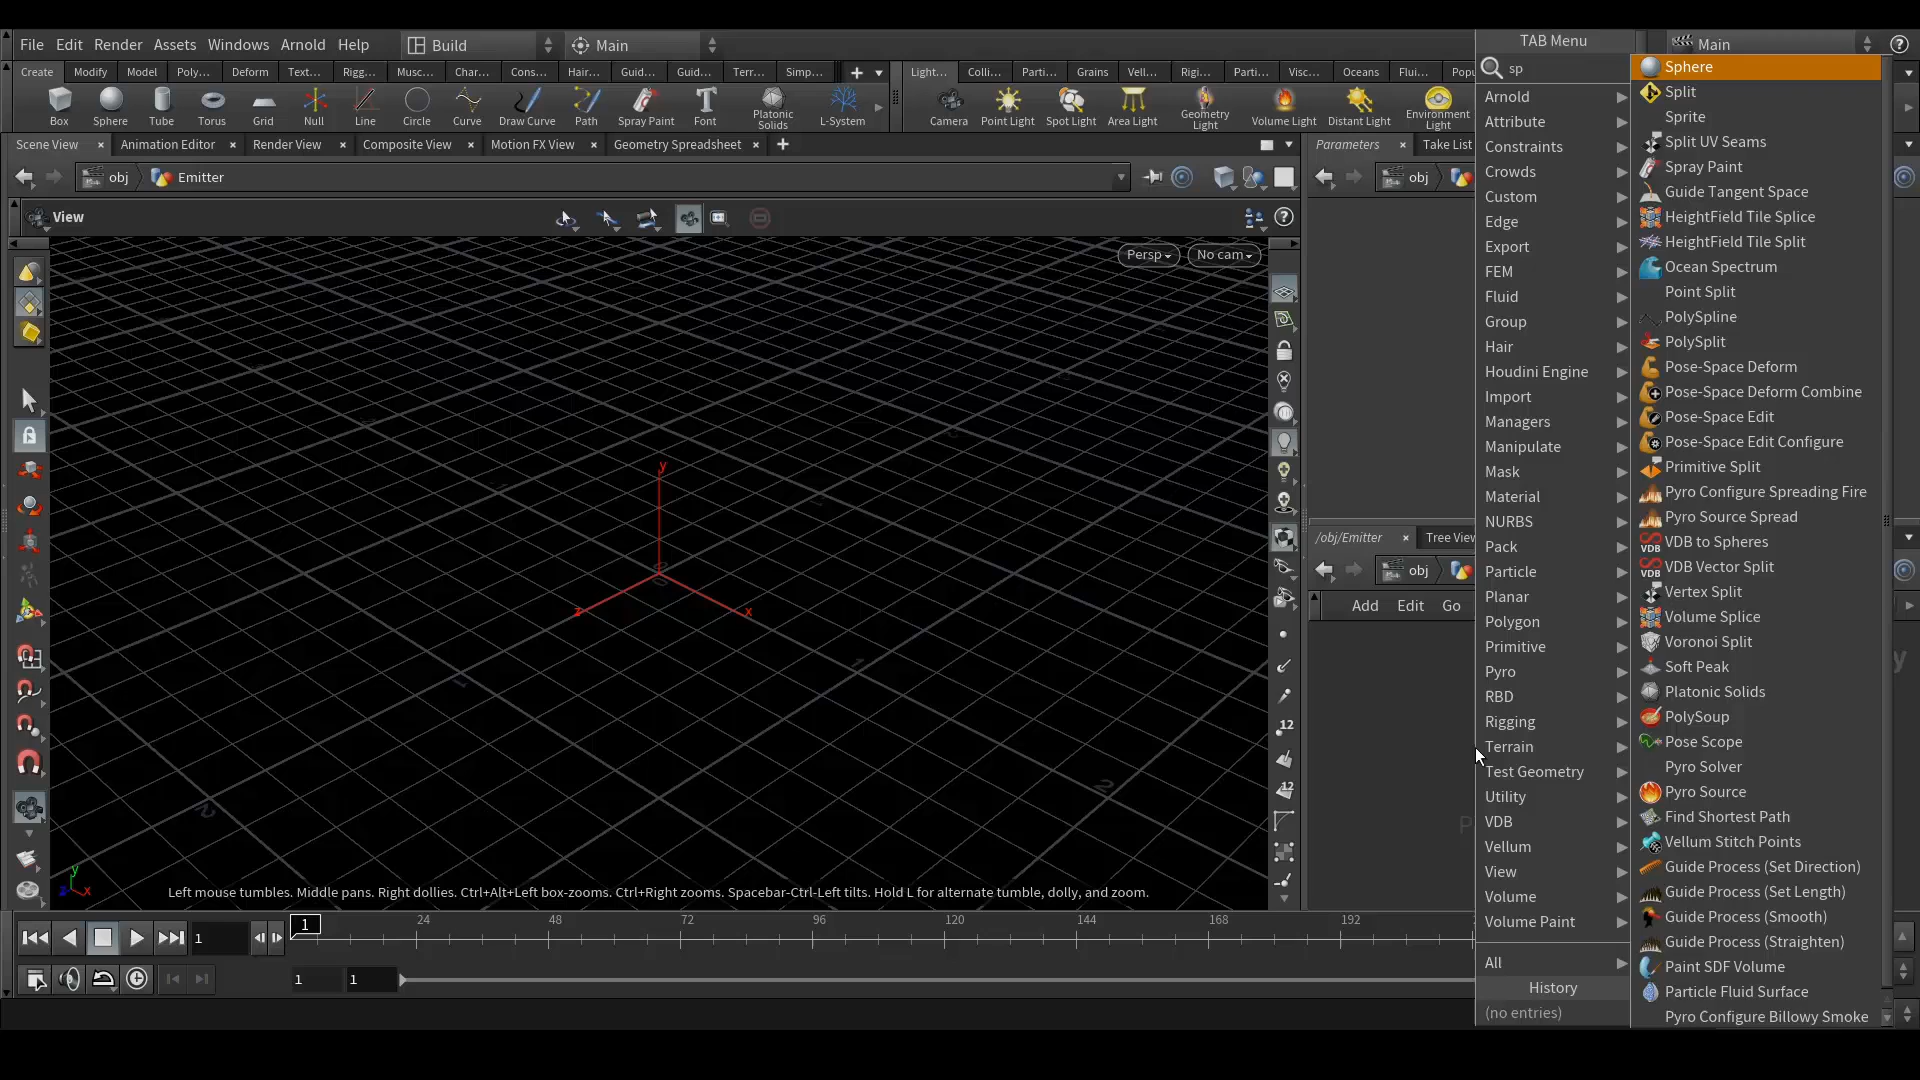 File Edit Render Assets Windows Arnold Help Build Main
TAB Menu
Main
Create Modify Model Poly... Deform Text... Rigg... Musc... Char... Cons... Hair... Guid... Guid... Terr... Simp...
Light... Colli... Parti... Grains Vell... Rigi... Parti... Visc... Oceans Flui... Popu
Box Sphere Tube Torus Grid Null Line Circle Curve Draw Curve Path Spray Paint Font Platonic Solids L-System
Camera Point Light Spot Light Area Light Geometry Light Volume Light Distant Light Environment Light
Scene View Animation Editor Render View Composite View Motion FX View Geometry Spreadsheet
Parameters Take List
obj Emitter
obj
View
Persp No cam
y
z
x
Left mouse tumbles. Middle pans. Right dollies. Ctrl+Alt+Left box-zooms. Ctrl+Right zooms. Spacebar-Ctrl-Left tilts. Hold L for alternate tumble, dolly, and zoom.
y
z
x
12
12
/obj/Emitter Tree View
obj
Add Edit Go
1
1 24 48 72 96 120 144 168 192
1 1
sp
Arnold
Attribute
Constraints
Crowds
Custom
Edge
Export
FEM
Fluid
Group
Hair
Houdini Engine
Import
Managers
Manipulate
Mask
Material
NURBS
Pack
Particle
Planar
Polygon
Primitive
Pyro
RBD
Rigging
Terrain
Test Geometry
Utility
VDB
Vellum
View
Volume
Volume Paint
All
History
(no entries)
Sphere
Split
Sprite
Split UV Seams
Spray Paint
Guide Tangent Space
HeightField Tile Splice
HeightField Tile Split
Ocean Spectrum
Point Split
PolySpline
PolySplit
Pose-Space Deform
Pose-Space Deform Combine
Pose-Space Edit
Pose-Space Edit Configure
Primitive Split
Pyro Configure Spreading Fire
Pyro Source Spread
VDB to Spheres
VDB Vector Split
Vertex Split
Volume Splice
Voronoi Split
Soft Peak
Platonic Solids
PolySoup
Pose Scope
Pyro Solver
Pyro Source
Find Shortest Path
Vellum Stitch Points
Guide Process (Set Direction)
Guide Process (Set Length)
Guide Process (Smooth)
Guide Process (Straighten)
Paint SDF Volume
Particle Fluid Surface
Pyro Configure Billowy Smoke